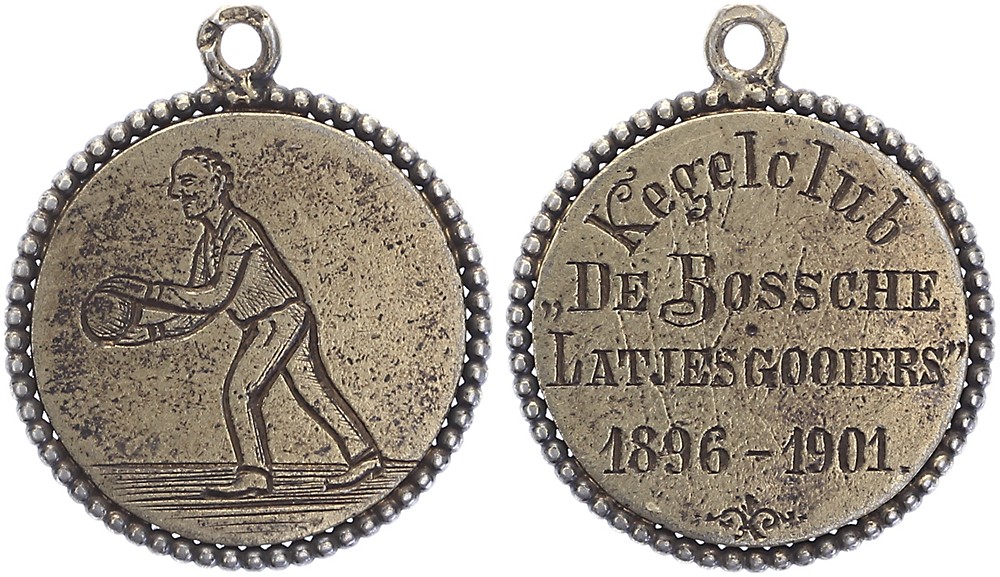 Kegelclub
„DE BOSSCHE
LATJESGOOIERS”
1896 - 1901.